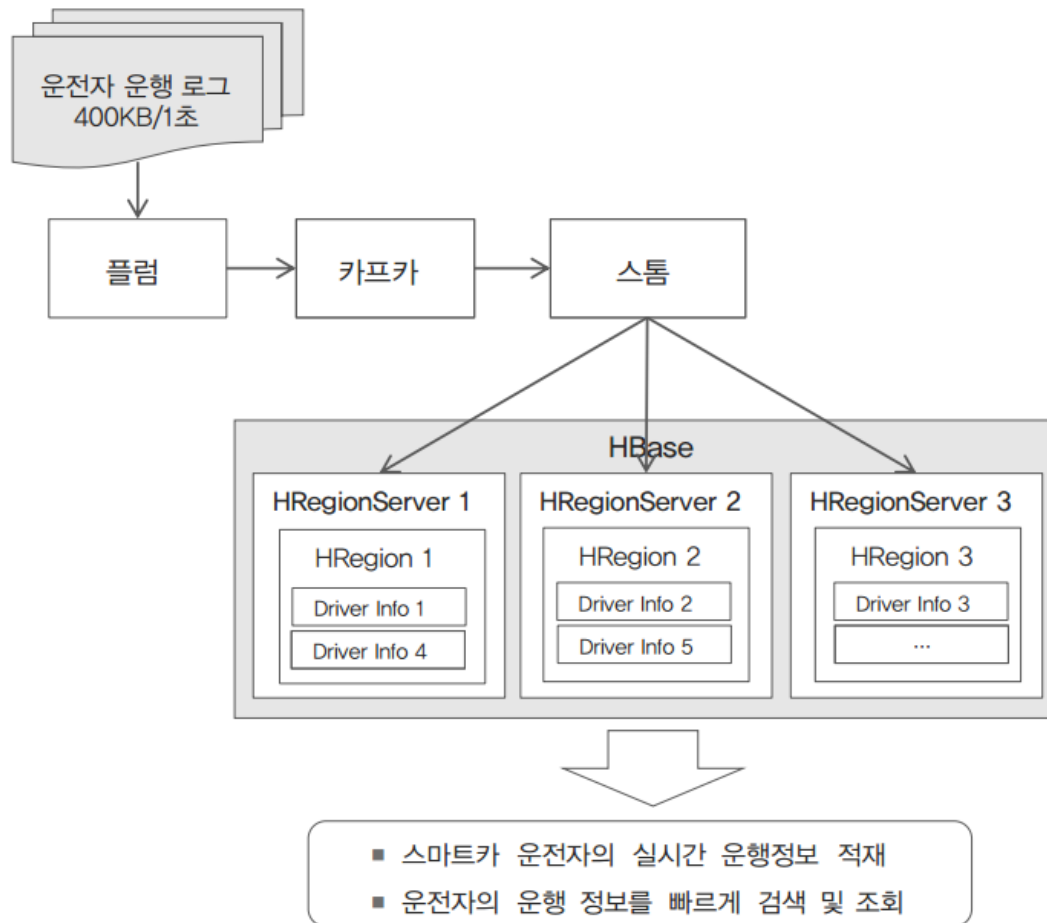 운전자 운행 로그
400KB/1초
플럼
카프카
스톰
HBase
HRegionServer 1
HRegion 1
Driver Info 1
Driver Info 4
HRegionServer 2
HRegion 2
Driver Info 2
Driver Info 5
HRegionServer 3
HRegion 3
Driver Info 3
...
■ 스마트카 운전자의 실시간 운행정보 적재
■ 운전자의 운행 정보를 빠르게 검색 및 조회